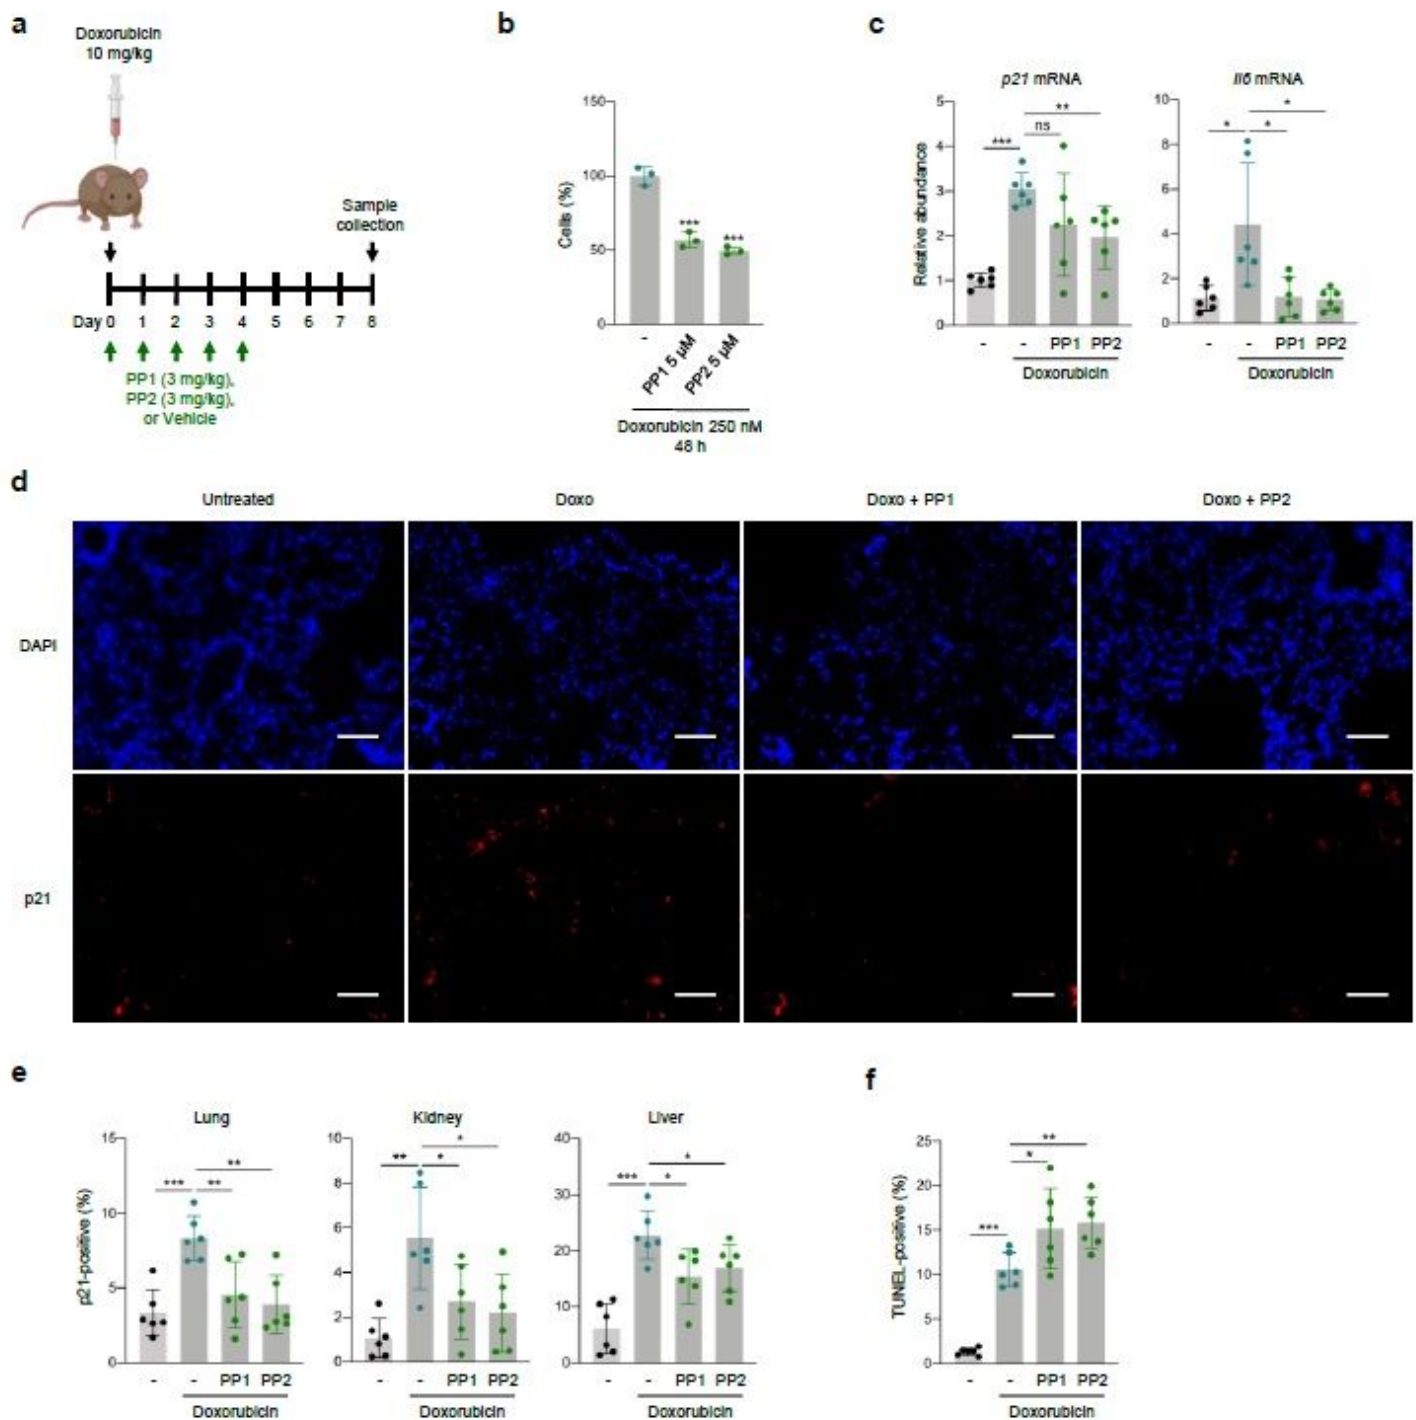 a
Doxorubicin
10 mg/kg
Sample
collection
Day 0 1 2 3 4 5 6 7 8
PP1 (3 mg/kg),
PP2 (3 mg/kg),
or Vehicle
b
150
100
50
0
Cells (%)
***
***
-
PP1 5 µM
PP2 5 µM
Doxorubicin 250 nM
48 h
c
p21 mRNA
Relative abundance
5
4
3
2
1
0
***
ns
**
- - PP1 PP2
Doxorubicin
Il6 mRNA
10
8
6
4
2
0
*
*
*
- - PP1 PP2
Doxorubicin
d
Untreated Doxo Doxo + PP1 Doxo + PP2
DAPI
p21
e
Lung
p21-positive (%)
15
10
5
0
***
**
**
- - PP1 PP2
Doxorubicin
Kidney
10
8
6
4
2
0
**
*
*
- - PP1 PP2
Doxorubicin
Liver
40
30
20
10
0
***
*
*
- - PP1 PP2
Doxorubicin
f
TUNEL-positive (%)
25
20
15
10
5
0
***
*
**
- - PP1 PP2
Doxorubicin